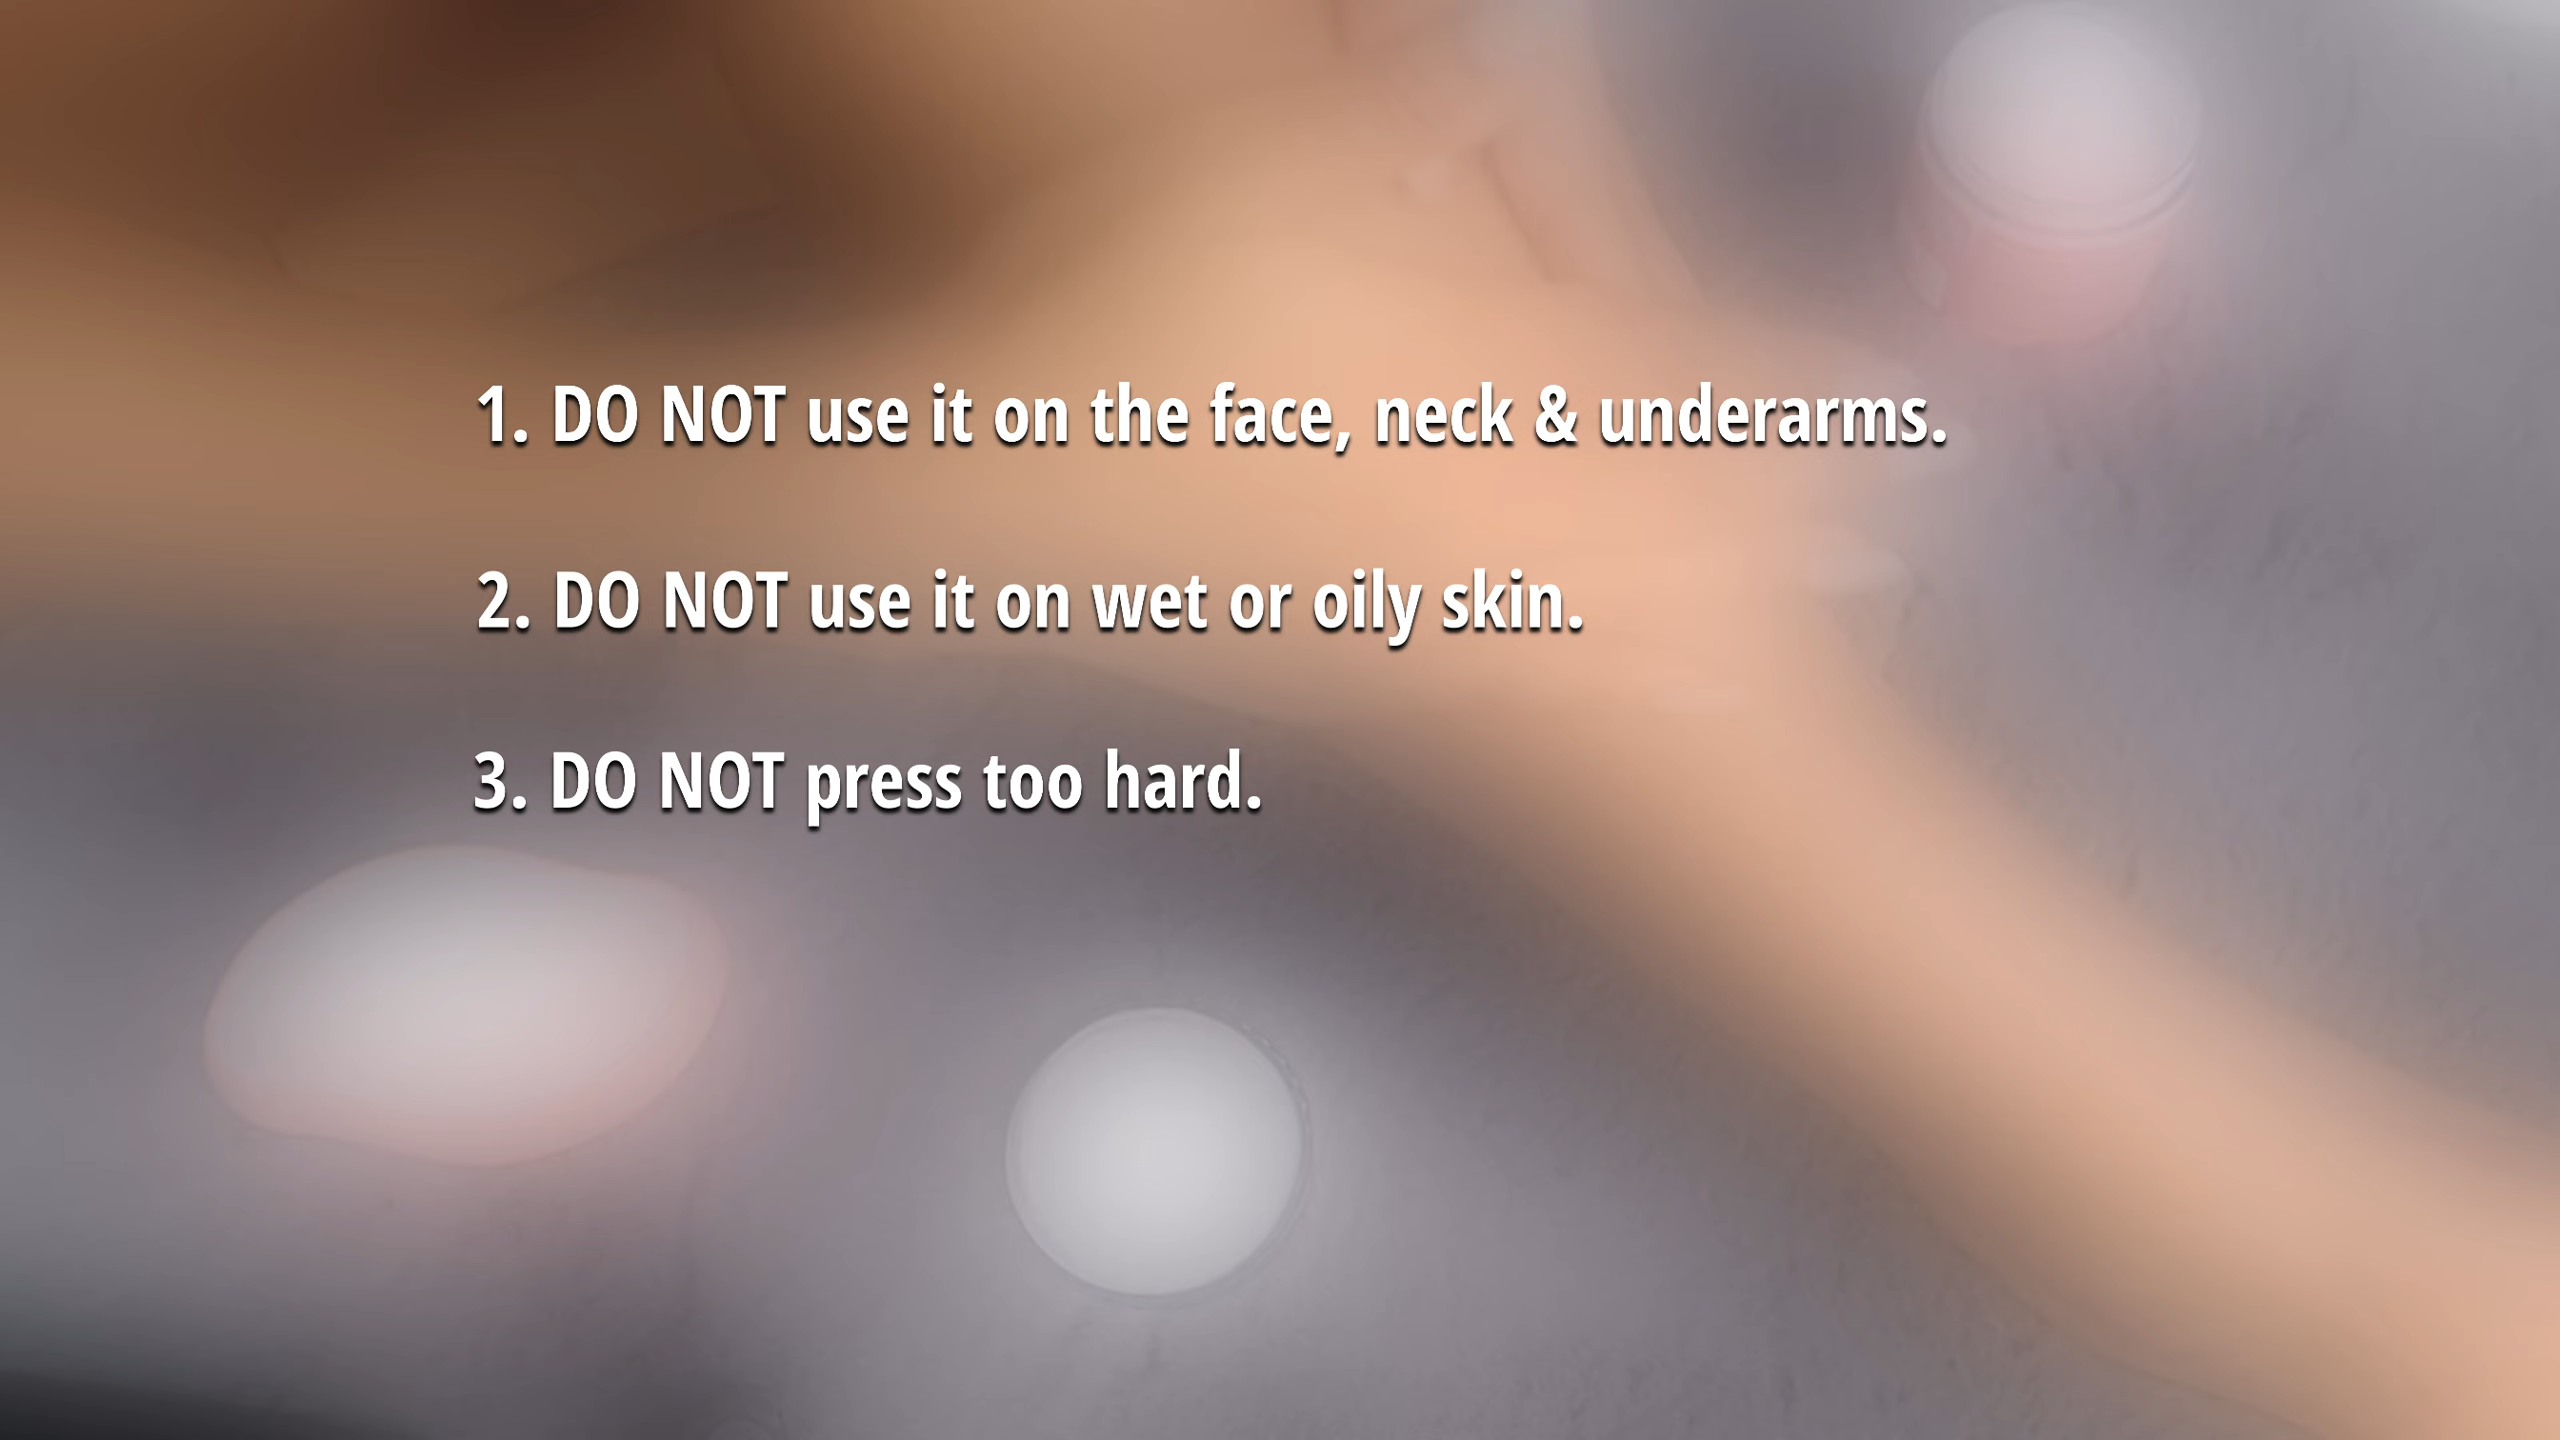 1. DO NOT use it on the face, neck & underarms.
2. DO NOT use it on wet or oily skin.
3. DO NOT press too hard.